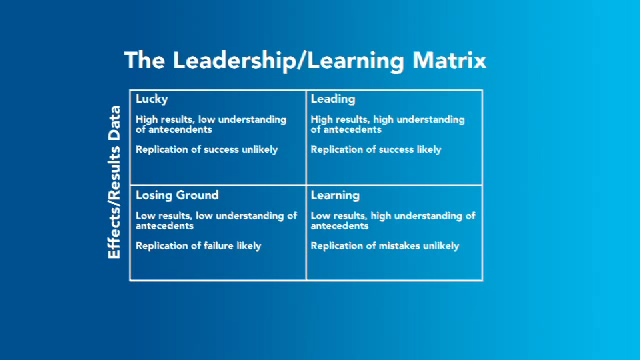 The Leadership/Learning Matrix
Effects/Results Data
Lucky
High results, low understanding
of antecendents
Replication of success unlikely
Leading
High results, high understanding
of antecedents
Replication of success likely
Losing Ground
Low results, low understanding of
antecedents
Replication of failure likely
Learning
Low results, high understanding of
antecedents
Replication of mistakes unlikely